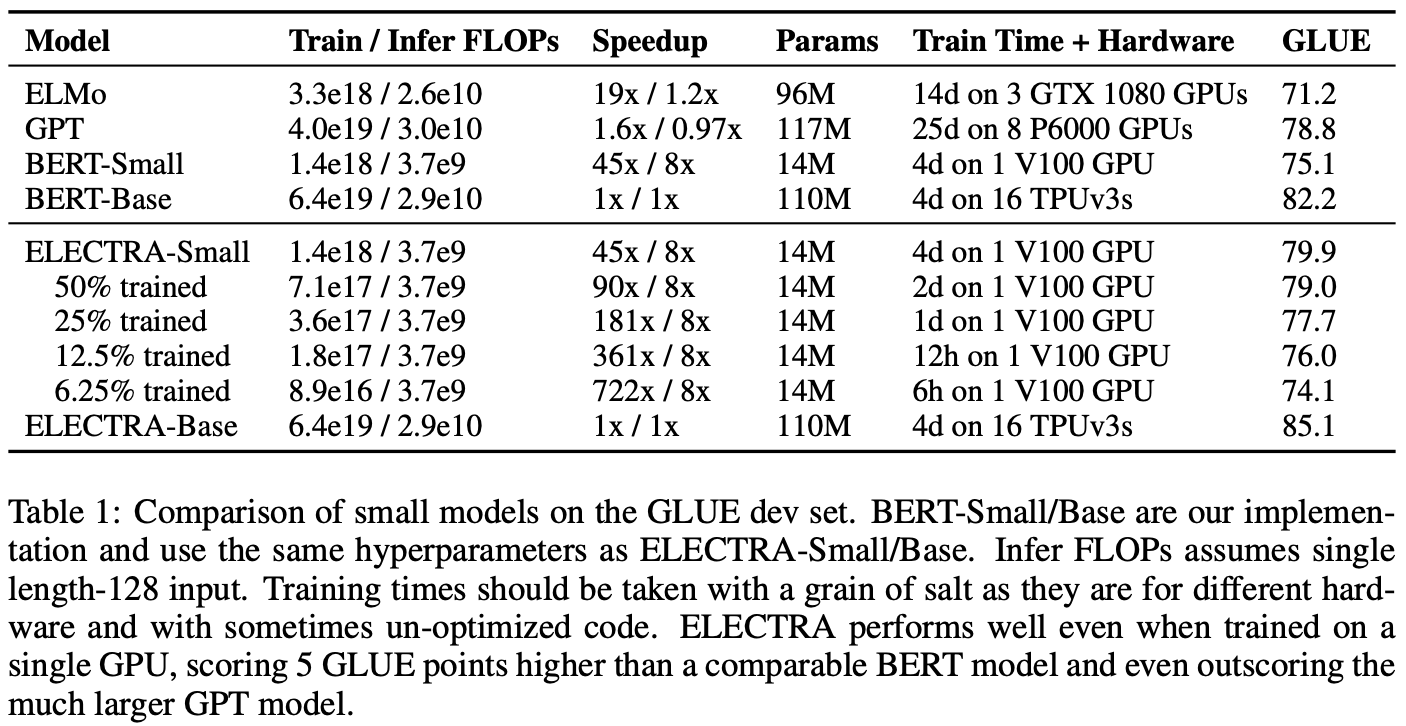 Model Train / Infer FLOPs Speedup Params Train Time + Hardware GLUE
ELMo 3.3e18 / 2.6e10 19x / 1.2x 96M 14d on 3 GTX 1080 GPUs 71.2
GPT 4.0e19 / 3.0e10 1.6x / 0.97x 117M 25d on 8 P6000 GPUs 78.8
BERT-Small 1.4e18 / 3.7e9 45x / 8x 14M 4d on 1 V100 GPU 75.1
BERT-Base 6.4e19 / 2.9e10 1x / 1x 110M 4d on 16 TPUv3s 82.2
ELECTRA-Small 1.4e18 / 3.7e9 45x / 8x 14M 4d on 1 V100 GPU 79.9
50% trained 7.1e17 / 3.7e9 90x / 8x 14M 2d on 1 V100 GPU 79.0
25% trained 3.6e17 / 3.7e9 181x / 8x 14M 1d on 1 V100 GPU 77.7
12.5% trained 1.8e17 / 3.7e9 361x / 8x 14M 12h on 1 V100 GPU 76.0
6.25% trained 8.9e16 / 3.7e9 722x / 8x 14M 6h on 1 V100 GPU 74.1
ELECTRA-Base 6.4e19 / 2.9e10 1x / 1x 110M 4d on 16 TPUv3s 85.1
Table 1: Comparison of small models on the GLUE dev set. BERT-Small/Base are our implemen-
tation and use the same hyperparameters as ELECTRA-Small/Base. Infer FLOPs assumes single
length-128 input. Training times should be taken with a grain of salt as they are for different hard-
ware and with sometimes un-optimized code. ELECTRA performs well even when trained on a
single GPU, scoring 5 GLUE points higher than a comparable BERT model and even outscoring the
much larger GPT model.